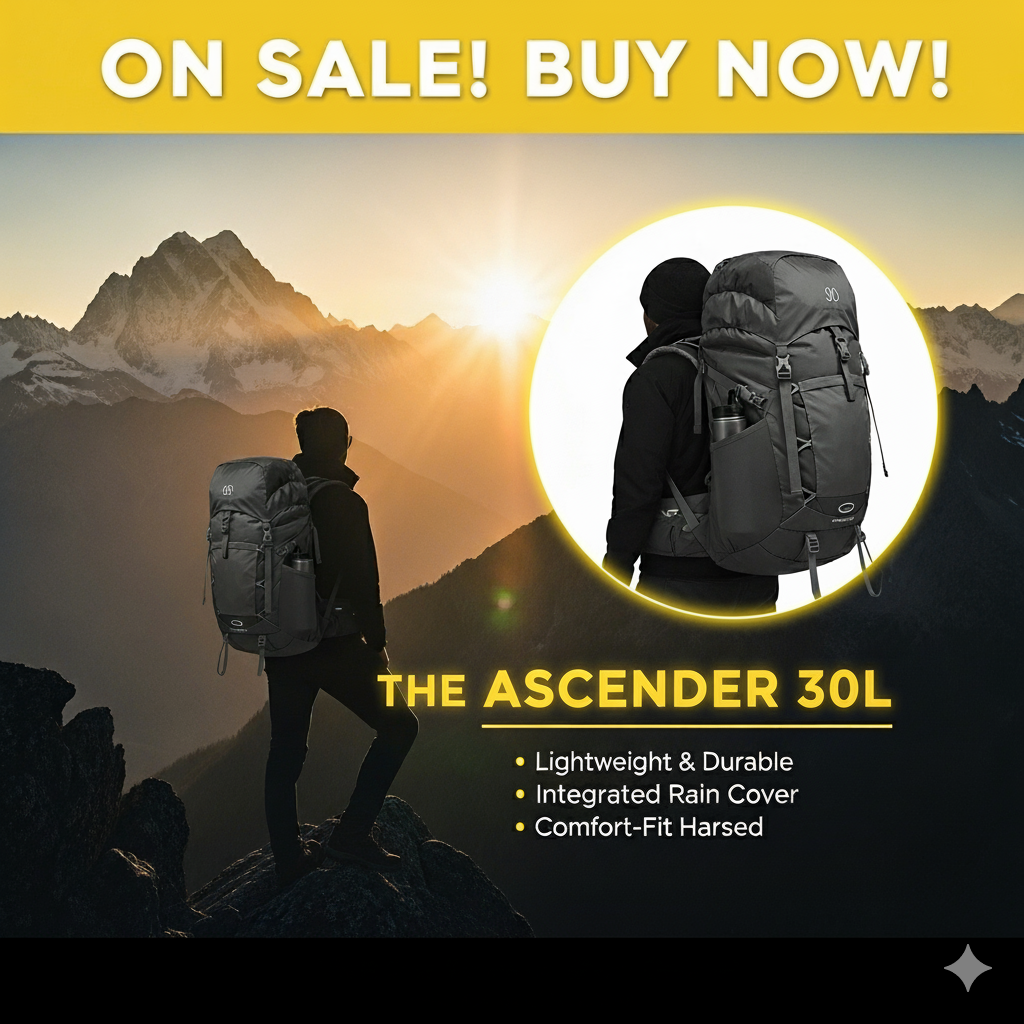 ON SALE! BUY NOW!
THE ASCENDER 30L
• Lightweight & Durable
• Integrated Rain Cover
• Comfort-Fit Harsed